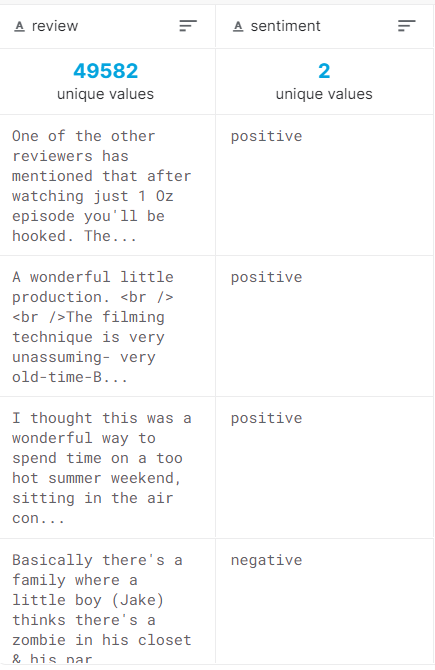 A review
A sentiment
49582
unique values
2
unique values
One of the other
reviewers has
mentioned that after
watching just 1 Oz
episode you'll be
hooked. The...
positive
A wonderful little
production. <br />
<br />The filming
technique is very
unassuming- very
old-time-B...
positive
I thought this was a
wonderful way to
spend time on a too
hot summer weekend,
sitting in the air
con...
positive
Basically there's a
family where a
little boy (Jake)
thinks there's a
zombie in his closet
& his par
negative